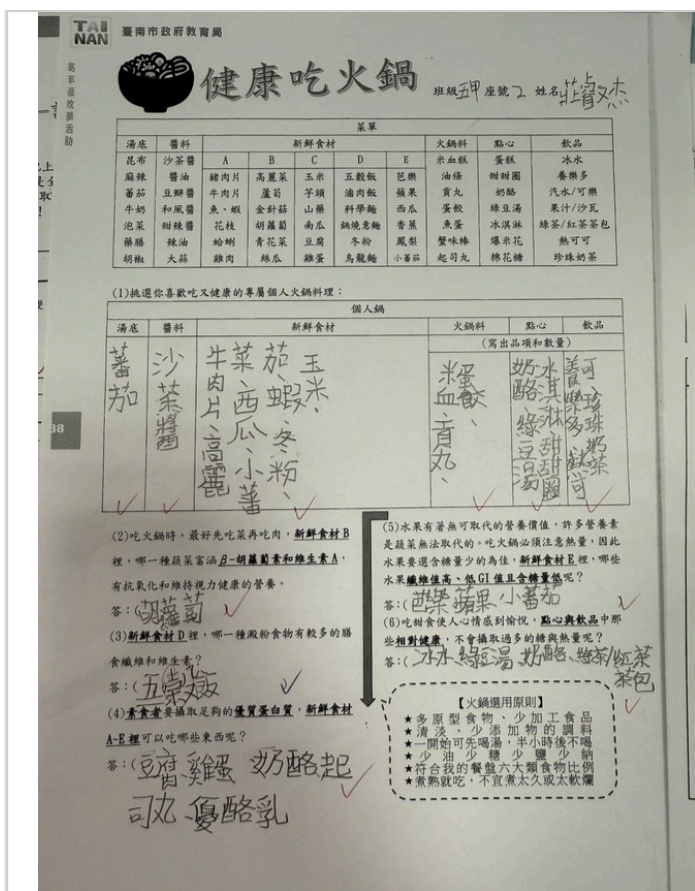 TAI
NAN
臺南市政府教育局
健康吃火鍋
班級 五甲 座號 2 姓名 莊睿杰
菜單
湯底 醬料 新鮮食材 火鍋料 點心 飲品
A B C D E
昆布 沙茶醬 米血糕 蛋糕 冰水
麻辣 醬油 豬肉片 高麗菜 玉米 五穀飯 芭樂 油條 甜甜圈 養樂多
蕃茄 豆瓣醬 牛肉片 蘆筍 芋頭 滷肉飯 蘋果 貢丸 奶酪 汽水/可樂
牛奶 和風醬 魚、蝦 金針菇 山藥 科學麵 西瓜 蛋餃 綠豆湯 果汁/沙瓦
泡菜 甜辣醬 花枝 胡蘿蔔 南瓜 鍋燒意麵 香蕉 魚蛋 冰淇淋 綠茶/紅茶茶包
藥膳 辣油 蛤蜊 青花菜 豆腐 冬粉 鳳梨 蟹味棒 爆米花 熱可可
胡椒 大蒜 雞肉 絲瓜 雞蛋 烏龍麵 小蕃茄 起司丸 棉花糖 珍珠奶茶
(1)挑選你喜歡吃又健康的專屬個人火鍋料理：
個人鍋
湯底 醬料 新鮮食材 火鍋料 點心 飲品
(寫出品項和數量)
蕃茄
沙茶醬
牛肉片、高麗
菜、西瓜、小蕃
茄、蝦、冬粉、
玉米、
米血、貢丸、
蛋餃、
奶酪、綠豆湯
冰淇淋 甜甜圈
養樂多、熱可
可、珍珠奶茶
38
(2)吃火鍋時，最好先吃菜再吃肉，新鮮食材B
裡，哪一種蔬菜富涵β-胡蘿蔔素和維生素A，
有抗氧化和維持視力健康的營養。
答：(胡蘿蔔
(3)新鮮食材D裡，哪一種澱粉食物有較多的膳
食纖維和維生素？
答：(五榖飯
(4)素食者要攝取足夠的優質蛋白質，新鮮食材
A-E裡可以吃哪些東西呢？
答：(豆腐、雞蛋 奶酪、起
司丸、優酪乳
(5)水果有著無可取代的營養價值，許多營養素
是蔬菜無法取代的。吃火鍋必須注意熱量，因此
水果要選含糖量少的為佳，新鮮食材E裡，哪些
水果纖維值高、低GI值且含糖量低呢？
答：(芭樂 蘋果 小蕃茄
(6)吃甜食使人心情感到愉悅，點心與飲品中那
些相對健康，不會攝取過多的糖與熱量呢？
答：(冰水、綠豆湯 奶酪、綠茶/紅茶
茶包
【火鍋選用原則】
★多原型食物、少加工食品
★清淡、少添加物的調料
★一開始可先喝湯，半小時後不喝
★少油少糖少鹽少鈉
★符合我的餐盤六大類食物比例
★煮熟就吃，不宜煮太久或太軟爛